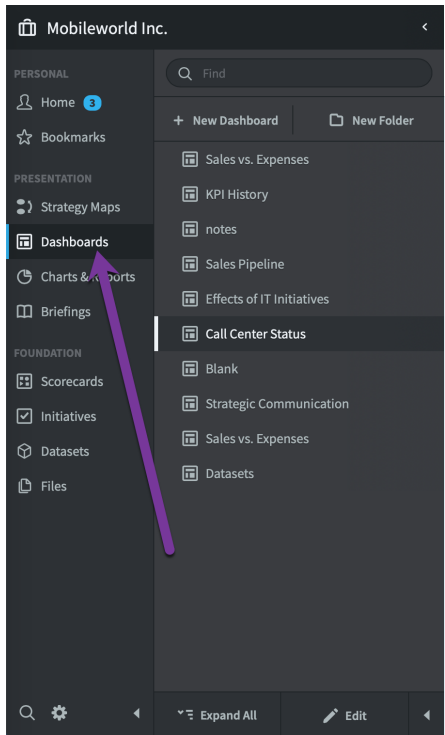 Mobileworld Inc.
Find
PERSONAL
Home 3
Bookmarks
PRESENTATION
Strategy Maps
Dashboards
Charts & Reports
Briefings
FOUNDATION
Scorecards
Initiatives
Datasets
Files
New Dashboard
New Folder
Sales vs. Expenses
KPI History
notes
Sales Pipeline
Effects of IT Initiatives
Call Center Status
Blank
Strategic Communication
Sales vs. Expenses
Datasets
Expand All
Edit